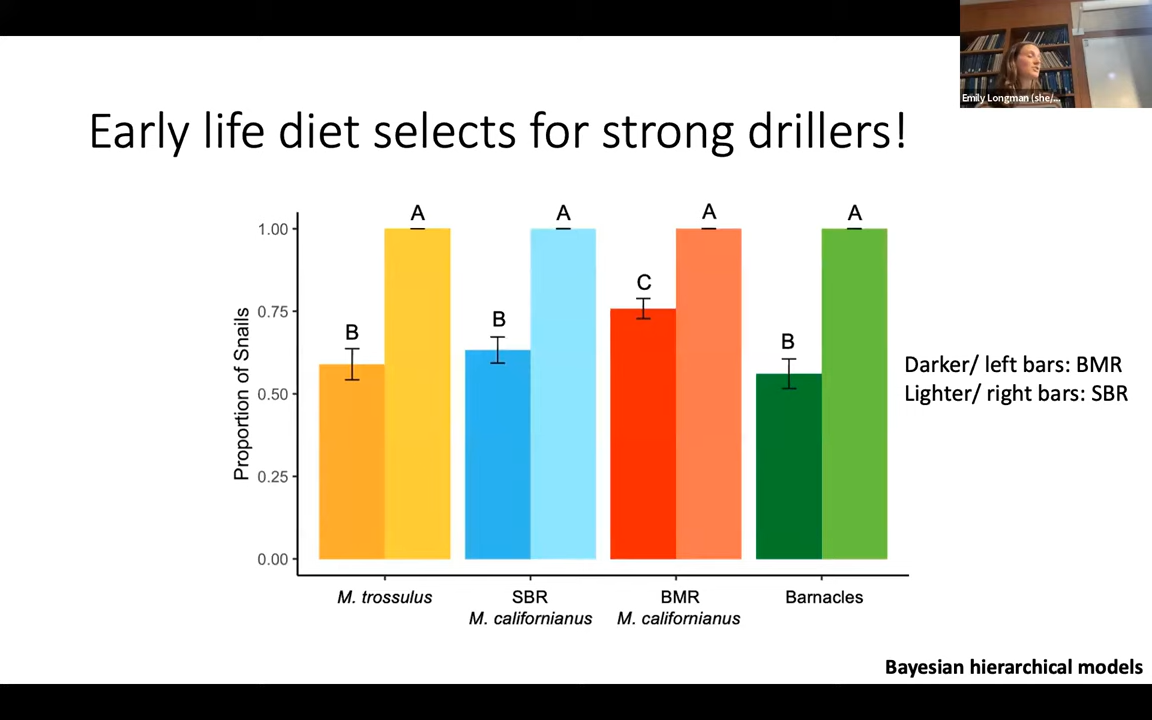 Emily Longman (she/...
Early life diet selects for strong drillers!
A
A
A
A
B
B
C
B
1.00
0.75
0.50
0.25
0.00
Proportion of Snails
Darker/ left bars: BMR
Lighter/ right bars: SBR
M. trossulus
SBR
M. californianus
BMR
M. californianus
Barnacles
Bayesian hierarchical models